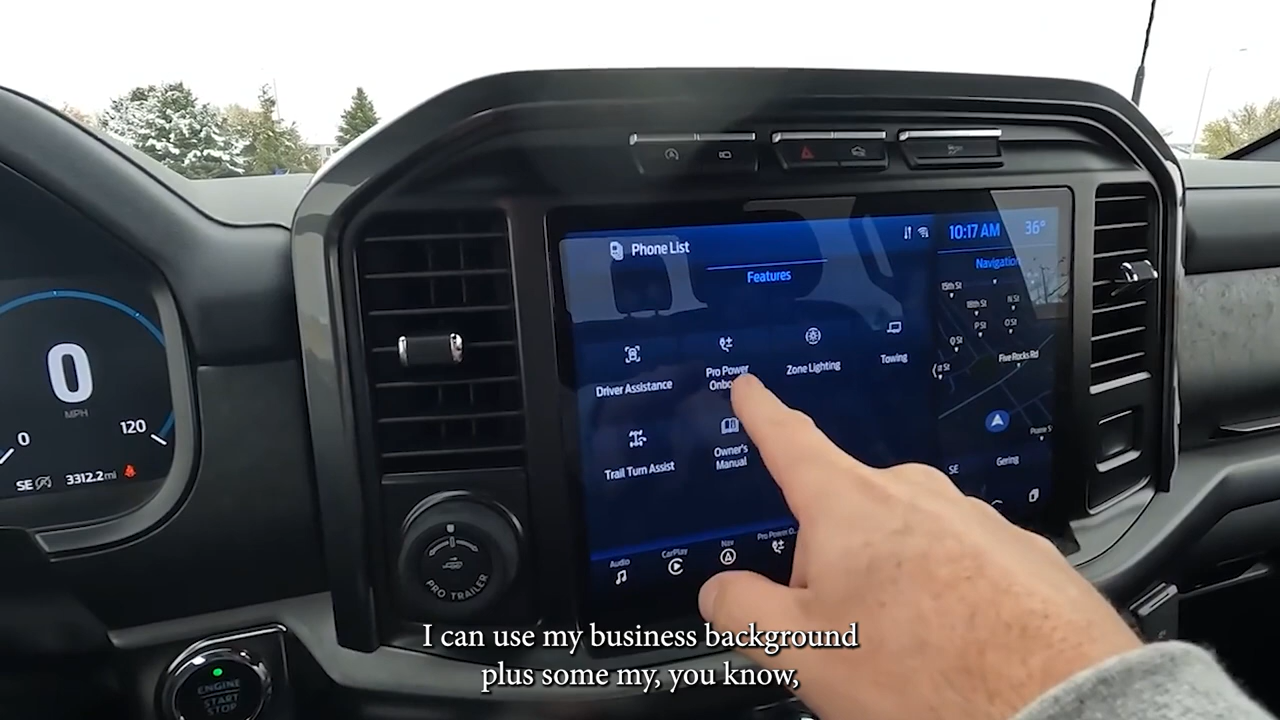 Phone List
Features
10:17 AM
36°
Navigation
Driver Assistance
Pro Power
Zone Lighting
Towing
Trail Turn Assist
Owner's
Manual
15th St
18th St
N St
P St
O St
Q St
Five Rocks Rd
Gering
SE
Audio
CarPlay
Nav
Pro Power O...
0
MPH
0
120
SE
3312.2 mi
PRO TRAILER
ENGINE
START
STOP
I can use my business background
plus some my, you know,